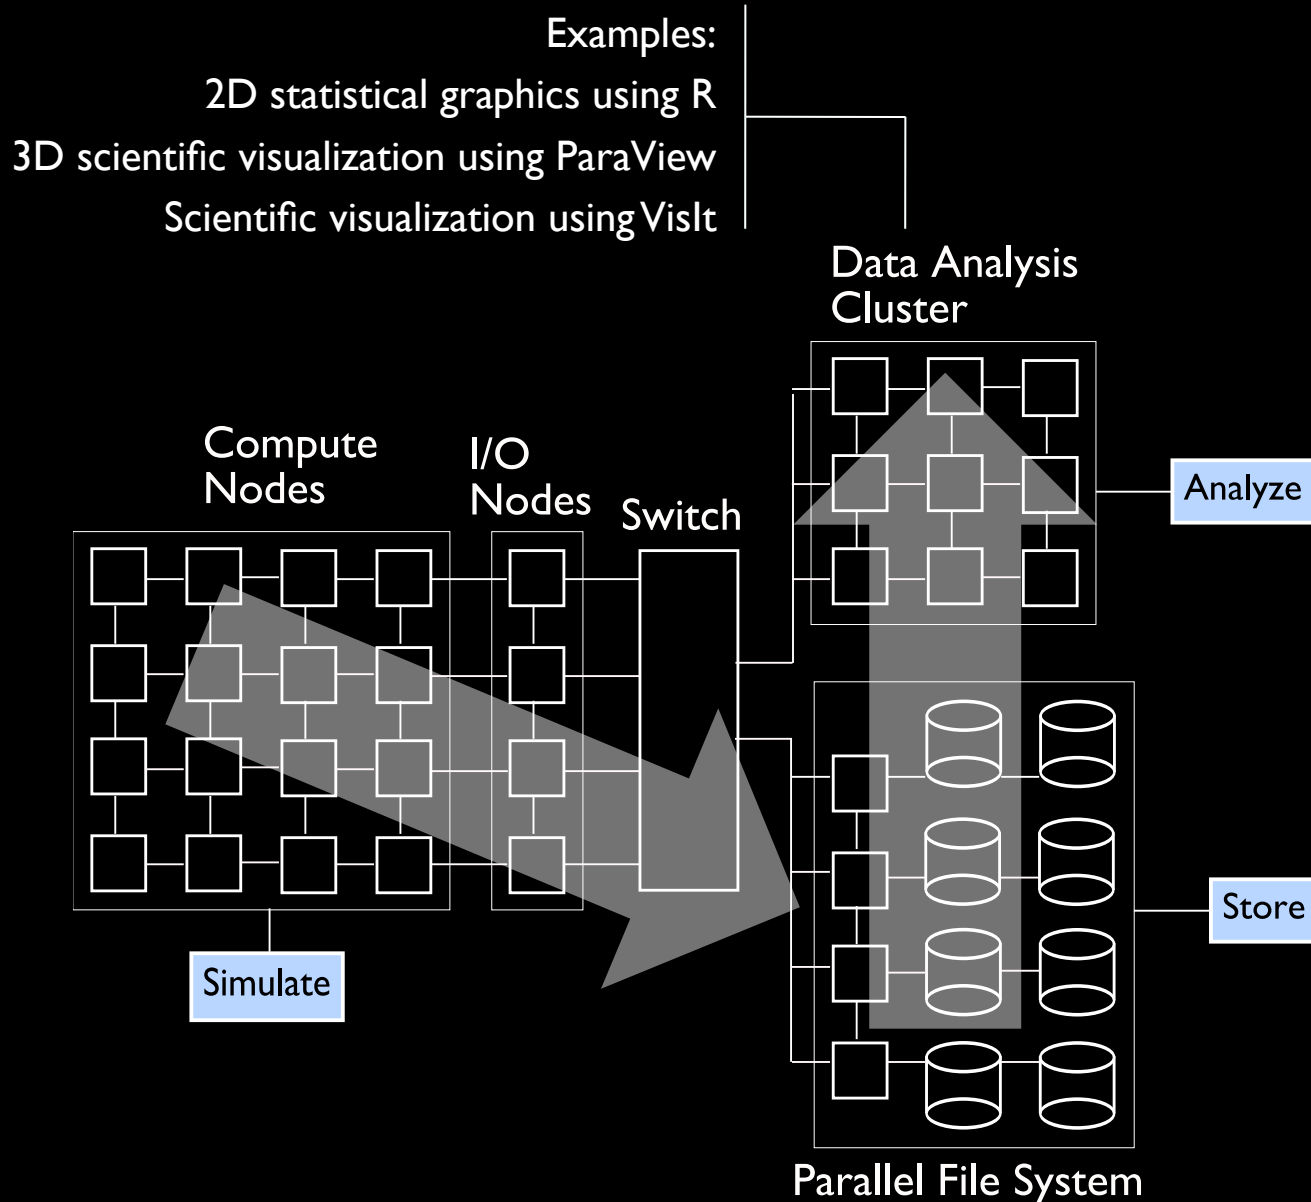 Examples:
2D statistical graphics using R
3D scientific visualization using ParaView
Scientific visualization using VisIt
Data Analysis
Cluster
Compute
Nodes
I/O
Nodes
Switch
Analyze
Store
Simulate
Parallel File System